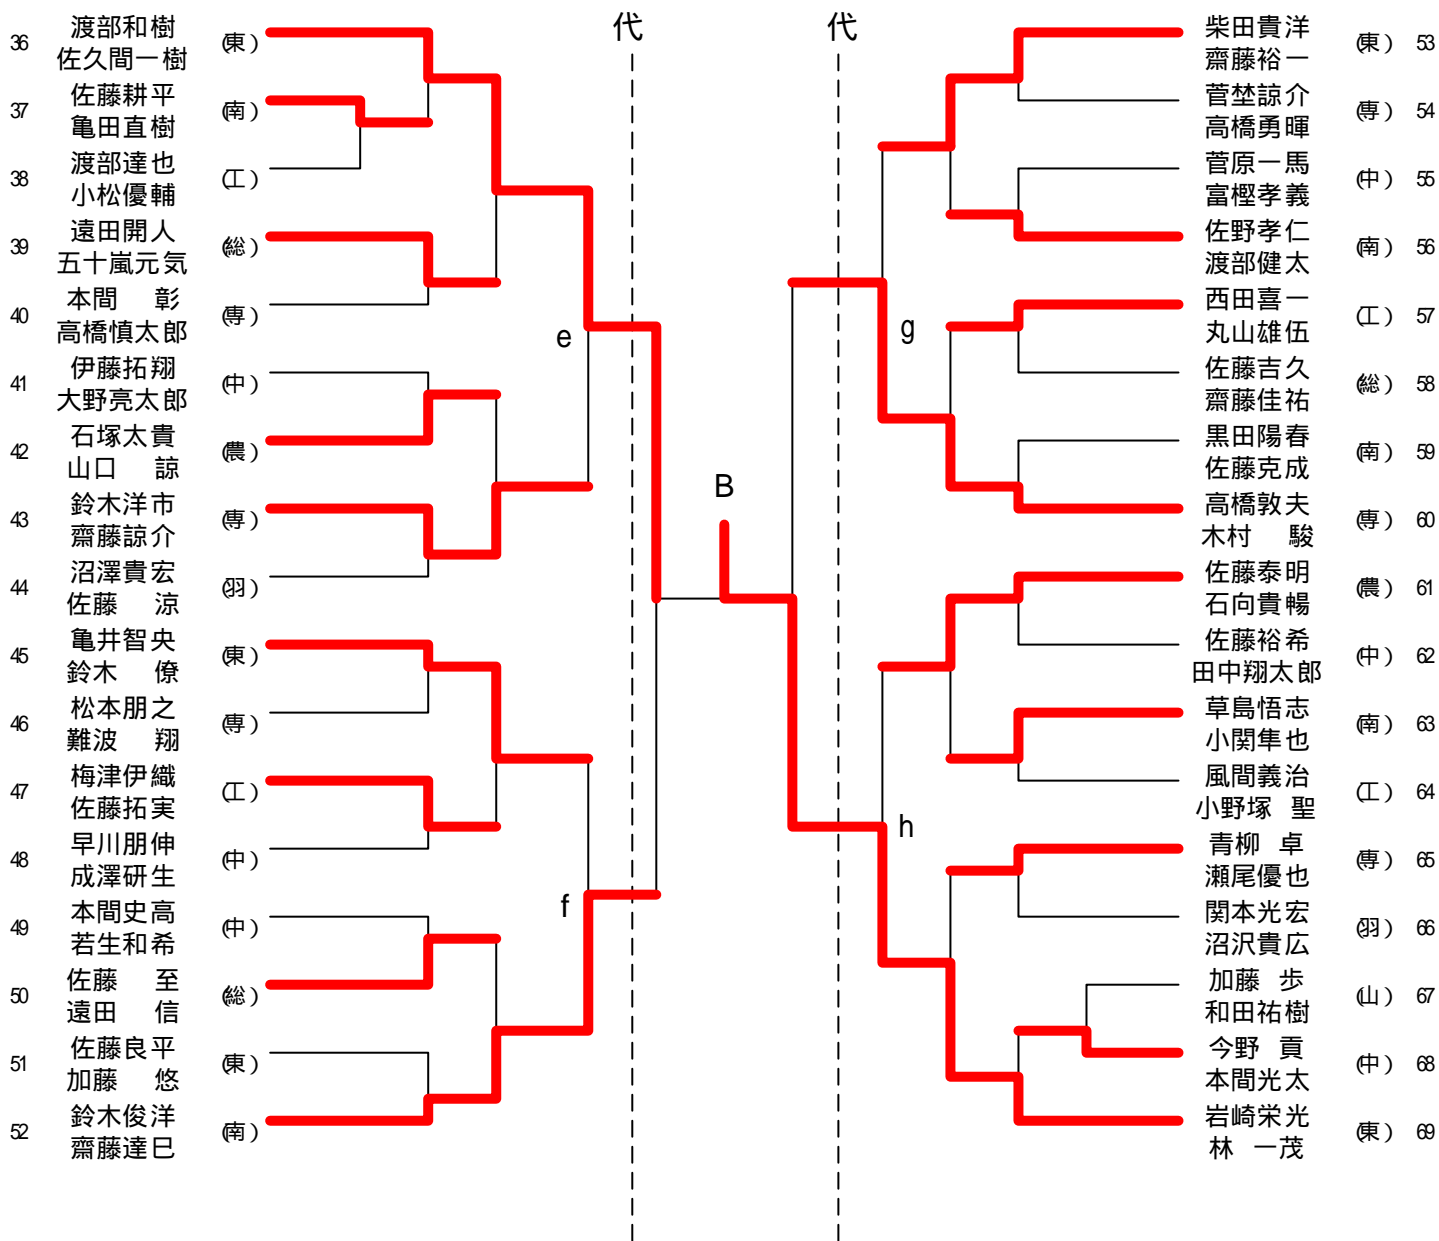 代
代
36 渡部和樹 (東)
佐久間一樹
37 佐藤耕平 (南)
亀田直樹
38 渡部達也 (工)
小松優輔
39 遠田開人 (総)
五十嵐元気
40 本間 彰 (専)
高橋慎太郎
41 伊藤拓翔 (中)
大野亮太郎
42 石塚太貴 (農)
山口 諒
43 鈴木洋市 (専)
齋藤諒介
44 沼澤貴宏 (羽)
佐藤 涼
45 亀井智央 (東)
鈴木 僚
46 松本朋之 (専)
難波 翔
47 梅津伊織 (工)
佐藤拓実
48 早川朋伸 (中)
成澤研生
49 本間史高 (中)
若生和希
50 佐藤 至 (総)
遠田 信
51 佐藤良平 (東)
加藤 悠
52 鈴木俊洋 (南)
齋藤達巳
e
f
B
g
h
柴田貴洋 (東) 53
齋藤裕一
菅埜諒介 (専) 54
高橋勇暉
菅原一馬 (中) 55
富樫孝義
佐野孝仁 (南) 56
渡部健太
西田喜一 (工) 57
丸山雄伍
佐藤吉久 (総) 58
齋藤佳祐
黒田陽春 (南) 59
佐藤克成
高橋敦夫 (専) 60
木村 駿
佐藤泰明 (農) 61
石向貴暢
佐藤裕希 (中) 62
田中翔太郎
草島悟志 (南) 63
小関隼也
風間義治 (工) 64
小野塚 聖
青柳 卓 (専) 65
瀬尾優也
関本光宏 (羽) 66
沼沢貴広
加藤 歩 (山) 67
和田祐樹
今野 貢 (中) 68
本間光太
岩崎栄光 (東) 69
林 一茂